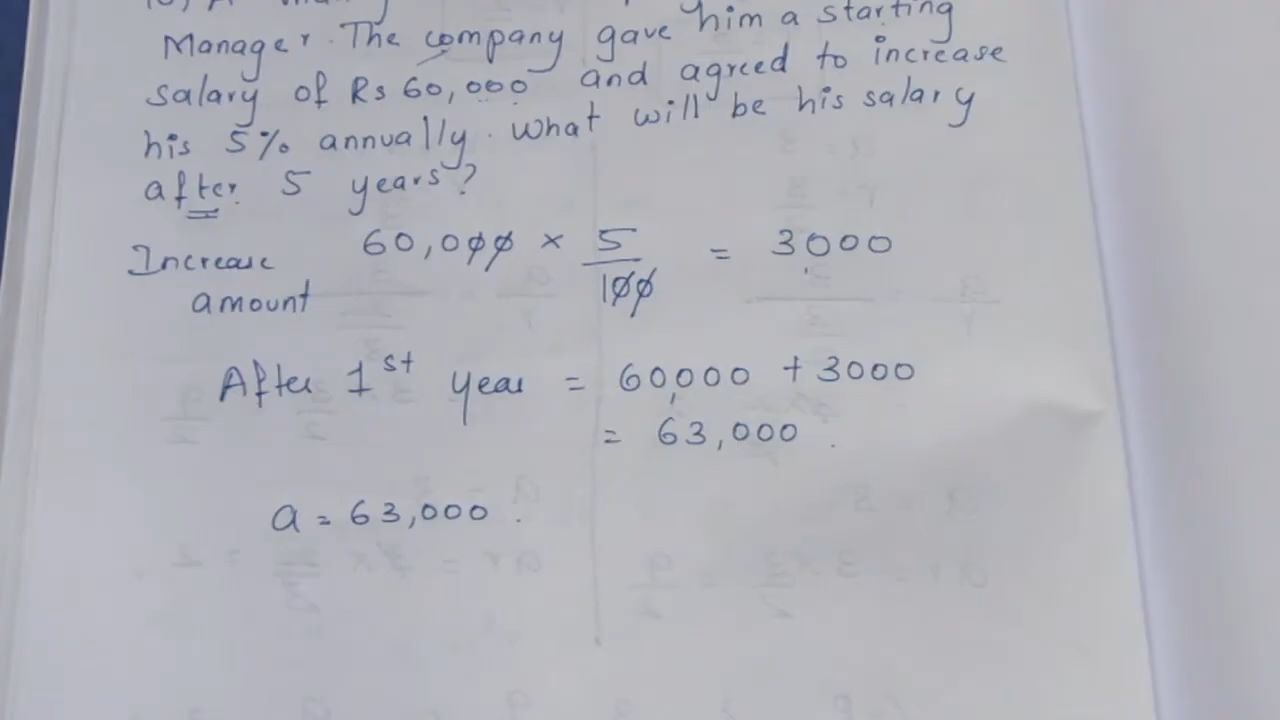 Manager. The company gave him a starting
salary of Rs 60,000 and agreed to increase
his 5% annually. What will be his salary
after 5 years?
Increase amount 60,000 × 5/100 = 3000
After 1st year = 60,000 + 3000
= 63,000
a = 63,000